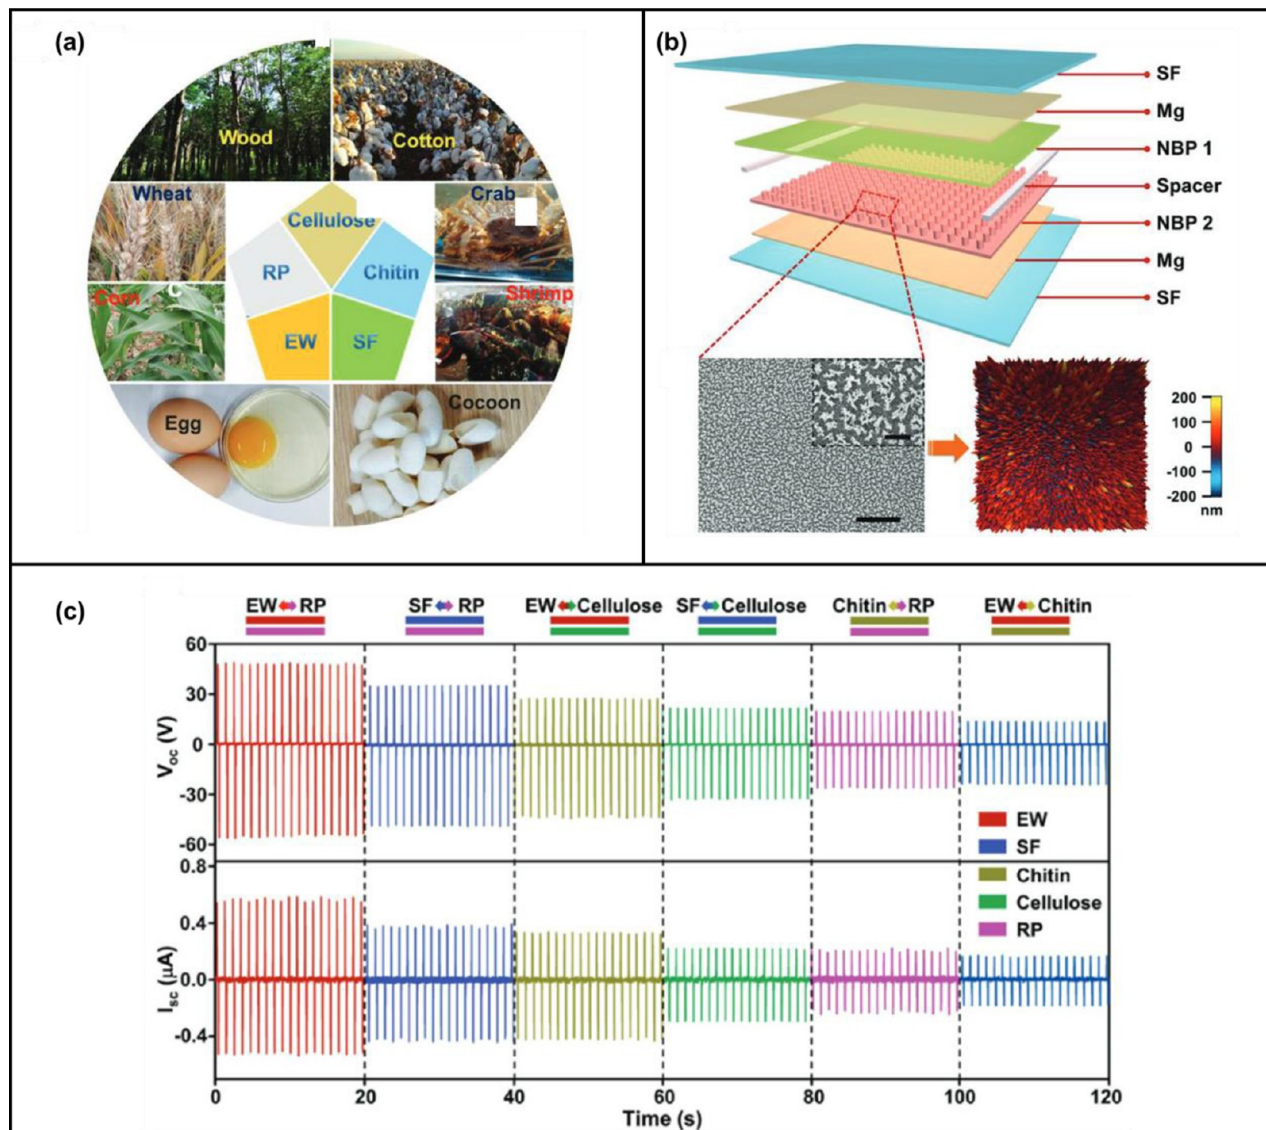 (a)
Wood
Cotton
Wheat
Crab
Cellulose
RP
Chitin
Corn
C
Shrimp
EW
SF
Egg
Cocoon
(b)
SF
Mg
NBP 1
Spacer
NBP 2
Mg
SF
200
100
0
-100
-200
nm
(c)
EW RP
SF RP
EW Cellulose
SF Cellulose
Chitin RP
EW Chitin
60
30
0
-30
-60
Voc (V)
EW
SF
Chitin
Cellulose
RP
0.8
0.4
0.0
-0.4
Isc (μA)
0 20 40 60 80 100 120
Time (s)